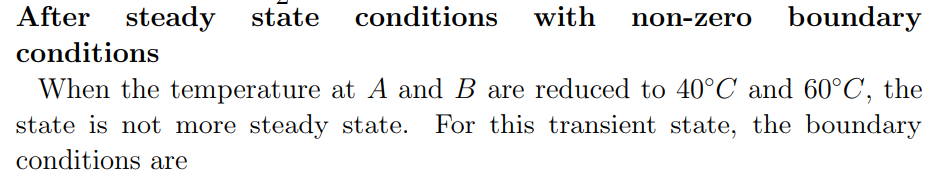 After steady state conditions with non-zero boundary
conditions
When the temperature at A and B are reduced to 40°C and 60°C, the
state is not more steady state. For this transient state, the boundary
conditions are